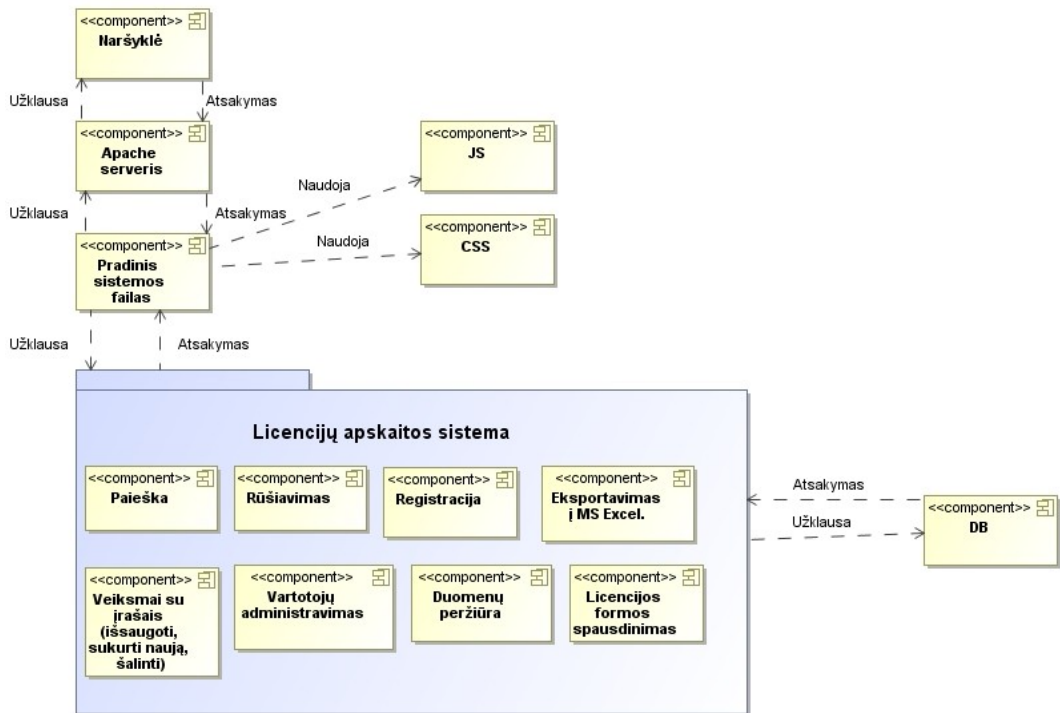 <<component>>
Naršyklė
Užklausa
Atsakymas
<<component>>
Apache
serveris
<<component>>
JS
Naudoja
Užklausa
Atsakymas
<<component>>
CSS
Naudoja
<<component>>
Pradinis
sistemos
failas
Užklausa
Atsakymas
Licencijų apskaitos sistema
<<component>>
Paieška
<<component>>
Rūšiavimas
<<component>>
Registracija
<<component>>
Eksportavimas
į MS Excel.
Atsakymas
Užklausa
<<component>>
DB
<<component>>
Veiksmai su
įrašais
(išsaugoti,
sukurti naują,
šalinti)
<<component>>
Vartotojų
administravimas
<<component>>
Duomenų
peržiūra
<<component>>
Licencijos
formos
spausdinimas